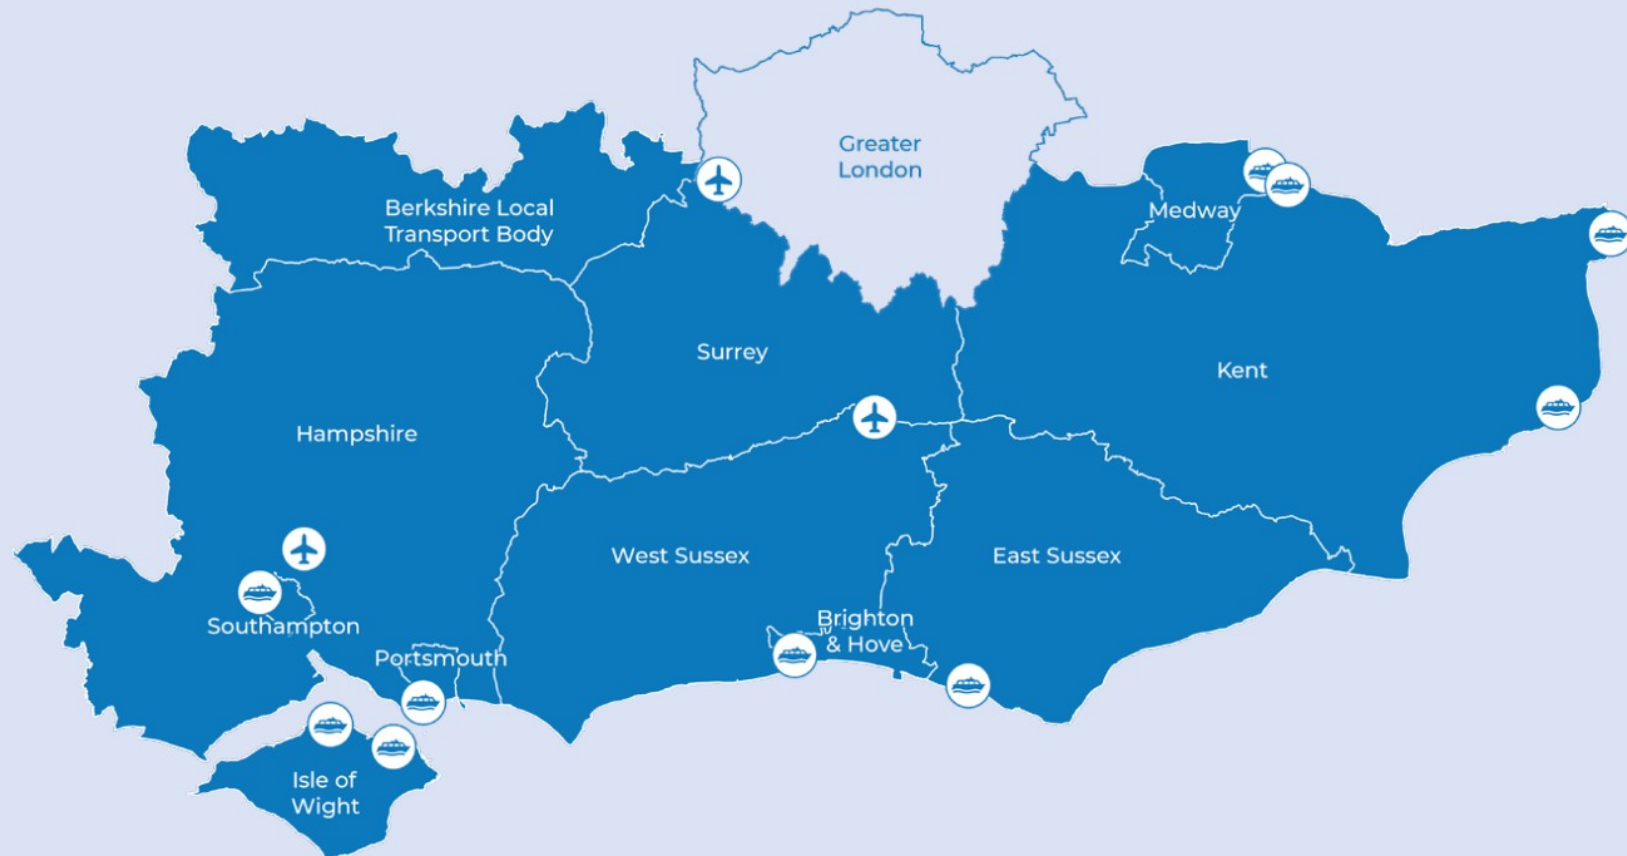 Greater
London
Berkshire Local
Transport Body
Medway
Surrey
Kent
Hampshire
West Sussex
East Sussex
Brighton
& Hove
Southampton
Portsmouth
Isle of
Wight